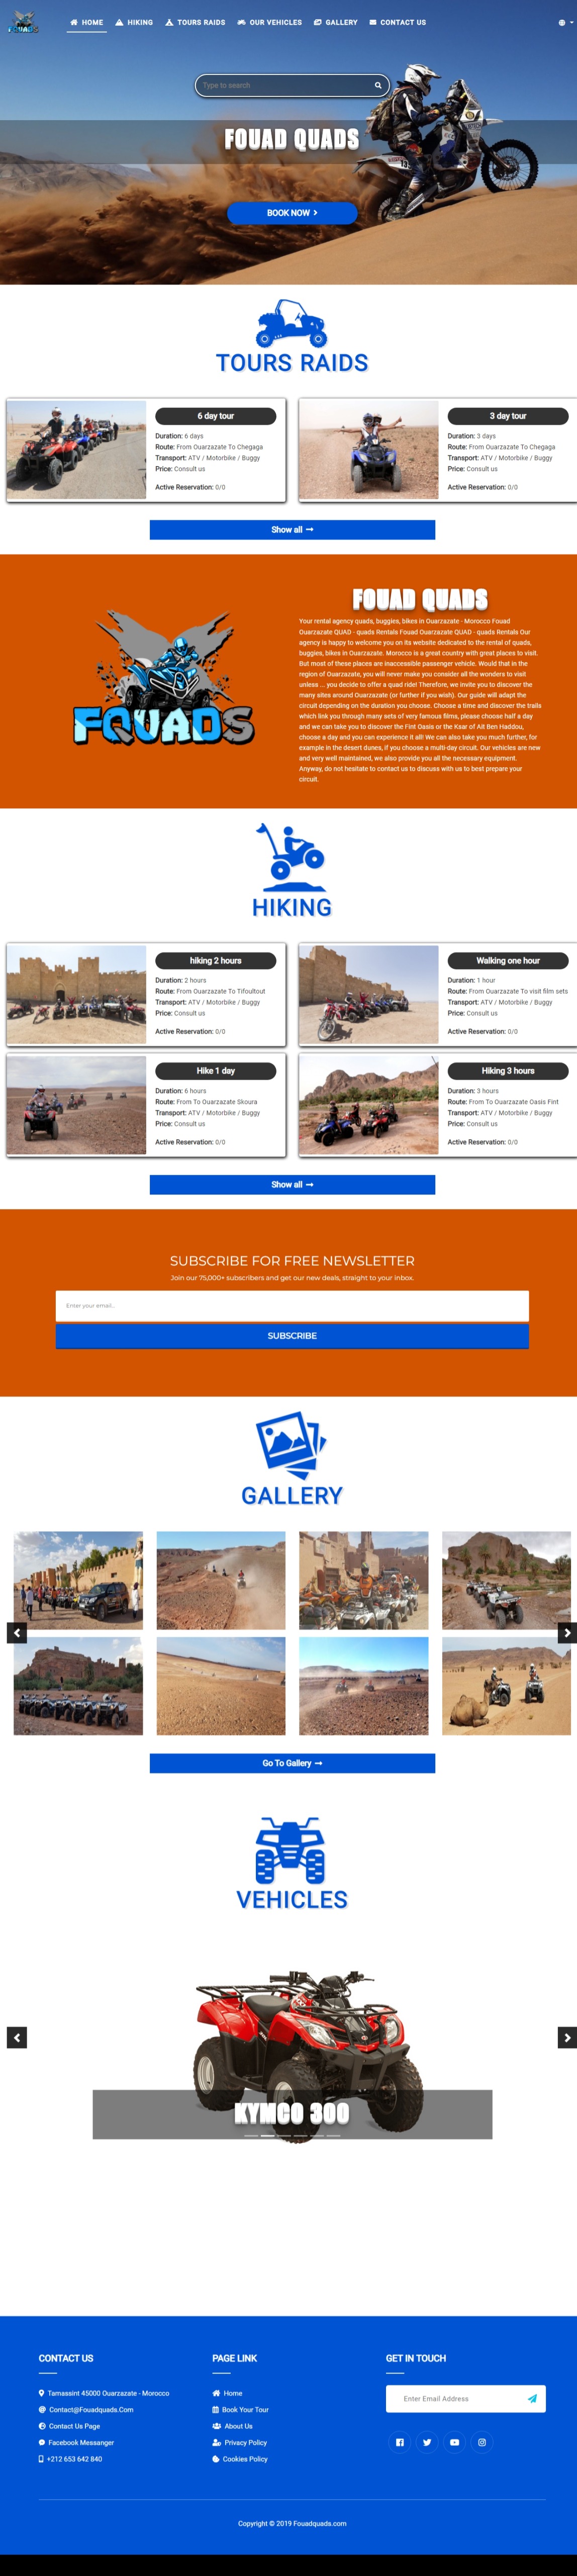 FQUADS
HOME HIKING TOURS RAIDS OUR VEHICLES GALLERY CONTACT US
Type to search
FOUAD QUADS
BOOK NOW
TOURS RAIDS
6 day tour
Duration: 6 days
Route: From Ouarzazate To Chegaga
Transport: ATV / Motorbike / Buggy
Price: Consult us
Active Reservation: 0/0
3 day tour
Duration: 3 days
Route: From Ouarzazate To Chegaga
Transport: ATV / Motorbike / Buggy
Price: Consult us
Active Reservation: 0/0
Show all
FQUADS
FOUAD QUADS
Your rental agency quads, buggies, bikes in Ouarzazate - Morocco Fouad
Ouarzazate QUAD - quads Rentals Fouad Ouarzazate QUAD - quads Rentals Our
agency is happy to welcome you on its website dedicated to the rental of quads,
buggies, bikes in Ouarzazate. Morocco is a great country with great places to visit.
But most of these places are inaccessible passenger vehicle. Would that in the
region of Ouarzazate, you will never make you consider all the wonders to visit
unless ... you decide to offer a quad ride! Therefore, we invite you to discover the
many sites around Ouarzazate (or further if you wish). Our guide will adapt the
circuit depending on the duration you choose. Choose a time and discover the trails
which link you through many sets of very famous films, please choose half a day
and we can take you to discover the Fint Oasis or the Ksar of Ait Ben Haddou,
choose a day and you can experience it all! We can also take you much further, for
example in the desert dunes, if you choose a multi-day circuit. Our vehicles are new
and very well maintained, we also provide you all the necessary equipment.
Anyway, do not hesitate to contact us to discuss with us to best prepare your
circuit.
HIKING
hiking 2 hours
Duration: 2 hours
Route: From Ouarzazate To Tifoultout
Transport: ATV / Motorbike / Buggy
Price: Consult us
Active Reservation: 0/0
Walking one hour
Duration: 1 hour
Route: From Ouarzazate To visit film sets
Transport: ATV / Motorbike / Buggy
Price: Consult us
Active Reservation: 0/0
Hike 1 day
Duration: 6 hours
Route: From To Ouarzazate Skoura
Transport: ATV / Motorbike / Buggy
Price: Consult us
Active Reservation: 0/0
Hiking 3 hours
Duration: 3 hours
Route: From To Ouarzazate Oasis Fint
Transport: ATV / Motorbike / Buggy
Price: Consult us
Active Reservation: 0/0
Show all
SUBSCRIBE FOR FREE NEWSLETTER
Join our 75,000+ subscribers and get our new deals, straight to your inbox.
Enter your email...
SUBSCRIBE
GALLERY
Go To Gallery
VEHICLES
KYMCO 300
CONTACT US
Tamassint 45000 Ouarzazate - Morocco
Contact@Fouadquads.Com
Contact Us Page
Facebook Messanger
+212 653 642 840
PAGE LINK
Home
Book Your Tour
About Us
Privacy Policy
Cookies Policy
GET IN TOUCH
Enter Email Address
Copyright © 2019 Fouadquads.com